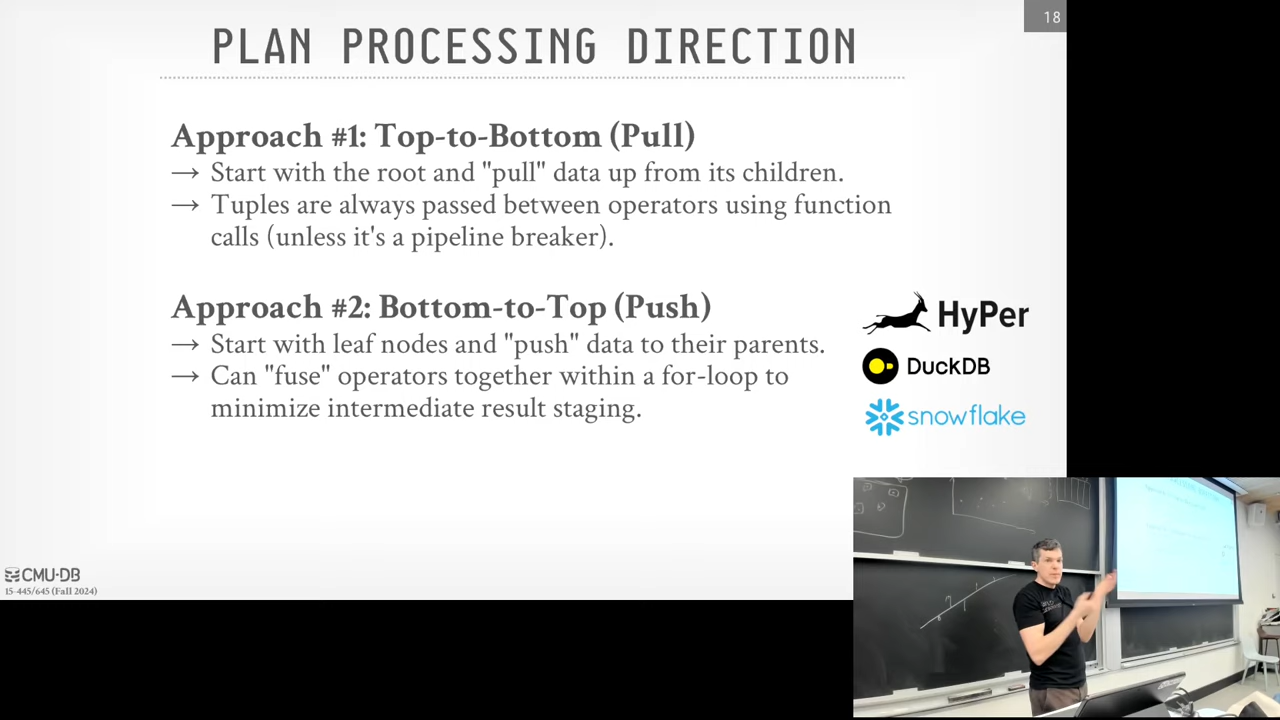 18
PLAN PROCESSING DIRECTION
Approach #1: Top-to-Bottom (Pull)
→ Start with the root and "pull" data up from its children.
→ Tuples are always passed between operators using function
calls (unless it's a pipeline breaker).
Approach #2: Bottom-to-Top (Push)
→ Start with leaf nodes and "push" data to their parents.
→ Can "fuse" operators together within a for-loop to
minimize intermediate result staging.
HyPer
DuckDB
snowflake
CMU·DB
15-445/645 (Fall 2024)